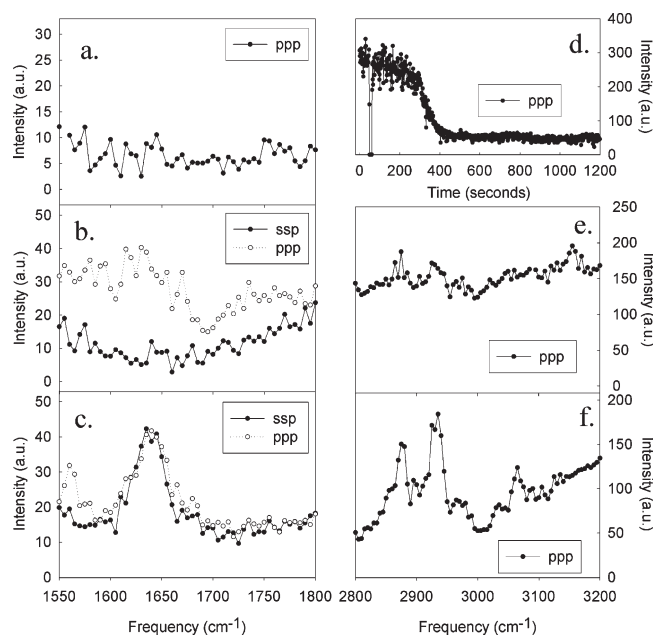 a.
ppp
Intensity (a.u.)
30
25
20
15
10
5
0
b.
ssp
ppp
Intensity (a.u.)
50
40
30
20
10
0
c.
ssp
ppp
Intensity (a.u.)
50
40
30
20
10
0
1550 1600 1650 1700 1750 1800
Frequency (cm-1)
d.
ppp
Intensity (a.u.)
400
300
200
100
0
0 200 400 600 800 1000 1200
Time (seconds)
e.
ppp
Intensity (a.u.)
250
200
150
100
50
0
f.
ppp
Intensity (a.u.)
200
150
100
50
0
2800 2900 3000 3100 3200
Frequency (cm-1)